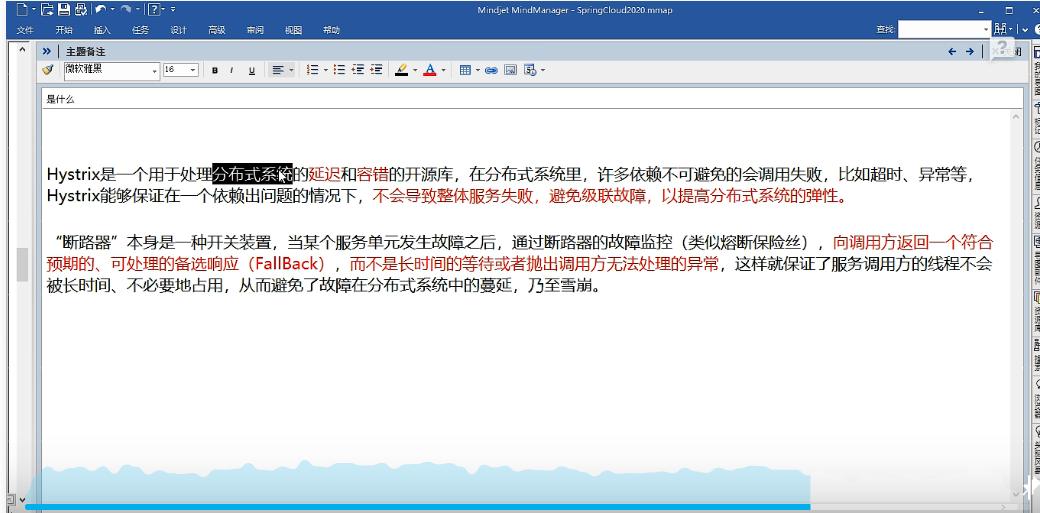 Mindjet MindManager - SpringCloud2020.mmap
文件 开始 插入 任务 设计 高级 审阅 视图 帮助 查找:
主题备注
微软雅黑 16 B I U
是什么
Hystrix是一个用于处理分布式系统的延迟和容错的开源库，在分布式系统里，许多依赖不可避免的会调用失败，比如超时、异常等，
Hystrix能够保证在一个依赖出问题的情况下，不会导致整体服务失败，避免级联故障，以提高分布式系统的弹性。
“断路器”本身是一种开关装置，当某个服务单元发生故障之后，通过断路器的故障监控（类似熔断保险丝），向调用方返回一个符合
预期的、可处理的备选响应（FallBack），而不是长时间的等待或者抛出调用方无法处理的异常，这样就保证了服务调用方的线程不会
被长时间、不必要地占用，从而避免了故障在分布式系统中的蔓延，乃至雪崩。